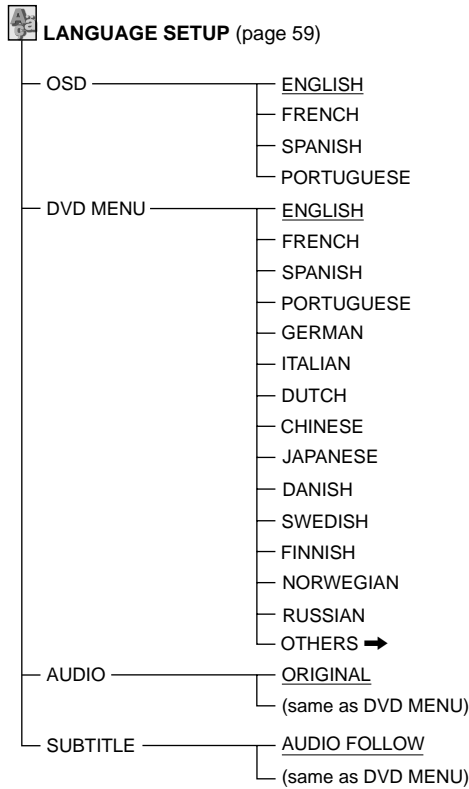 LANGUAGE SETUP (page 59)
OSD
ENGLISH
FRENCH
SPANISH
PORTUGUESE
DVD MENU
ENGLISH
FRENCH
SPANISH
PORTUGUESE
GERMAN
ITALIAN
DUTCH
CHINESE
JAPANESE
DANISH
SWEDISH
FINNISH
NORWEGIAN
RUSSIAN
OTHERS ➡
AUDIO
ORIGINAL
(same as DVD MENU)
SUBTITLE
AUDIO FOLLOW
(same as DVD MENU)